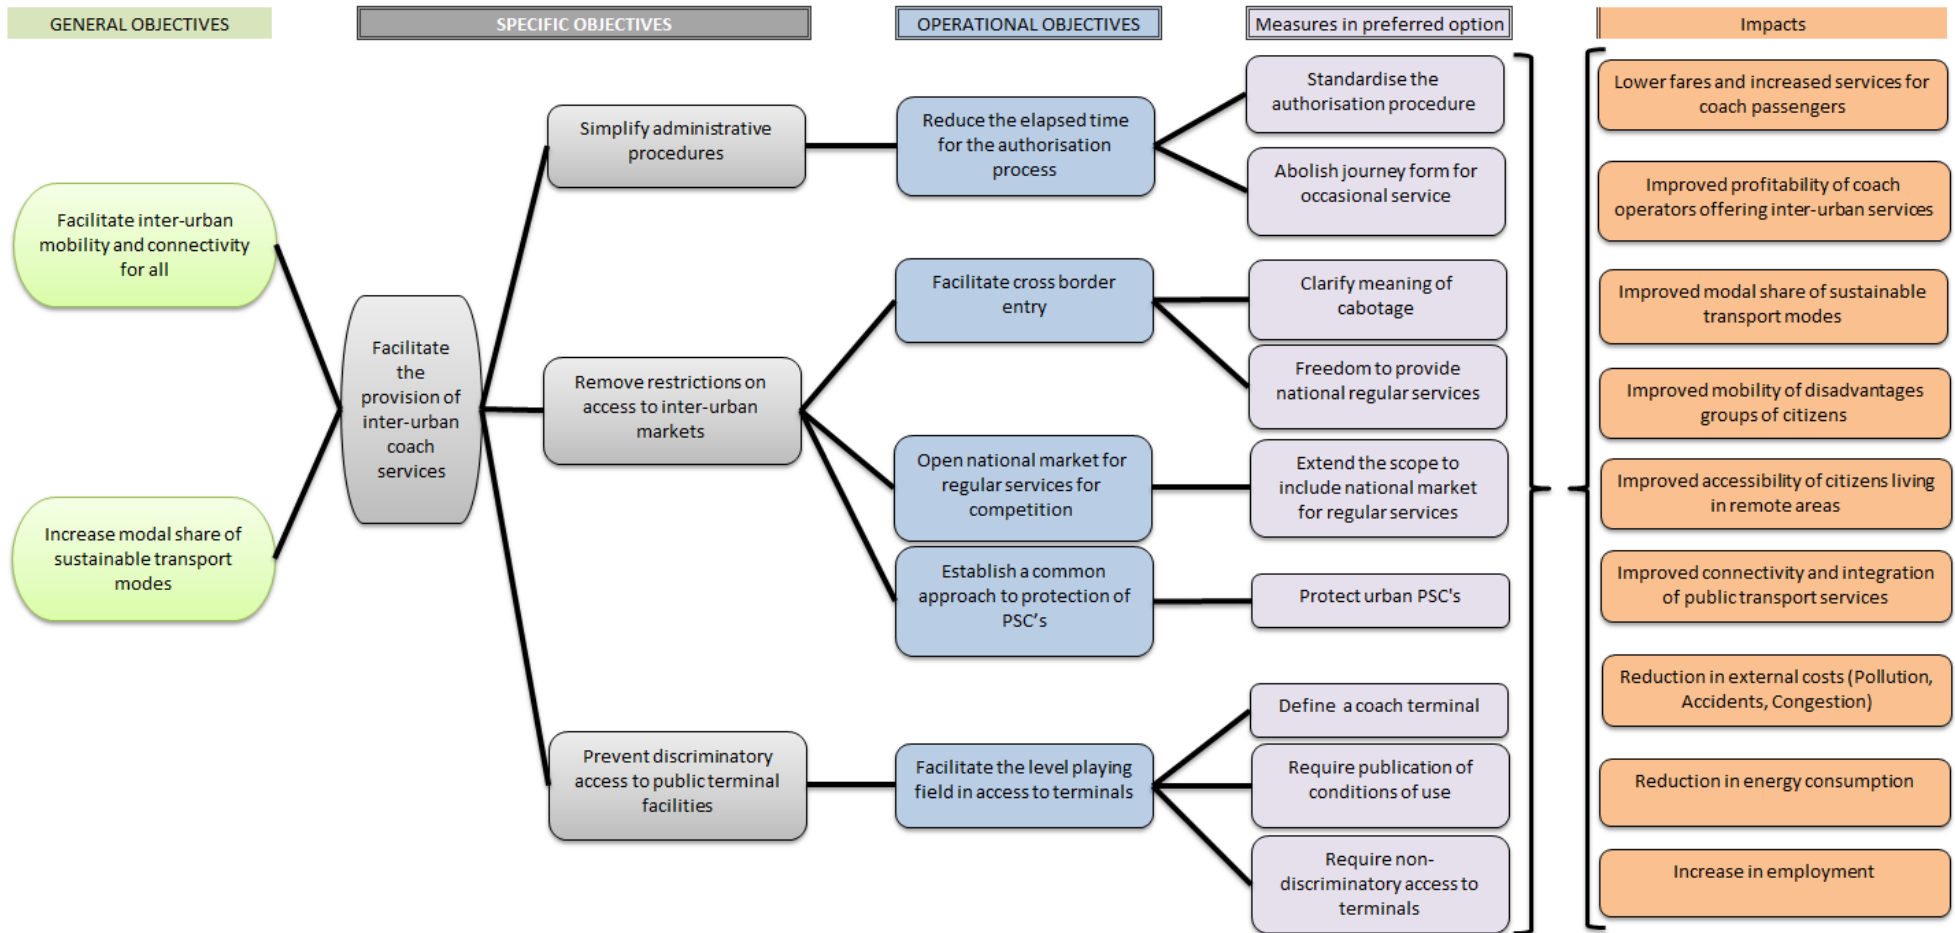 GENERAL OBJECTIVES
SPECIFIC OBJECTIVES
OPERATIONAL OBJECTIVES
Measures in preferred option
Impacts
Facilitate inter-urban
mobility and connectivity
for all
Increase modal share of
sustainable transport
modes
Facilitate
the
provision of
inter-urban
coach
services
Simplify administrative
procedures
Remove restrictions on
access to inter-urban
markets
Prevent discriminatory
access to public terminal
facilities
Reduce the elapsed time
for the authorisation
process
Facilitate cross border
entry
Open national market for
regular services for
competition
Establish a common
approach to protection of
PSC's
Facilitate the level playing
field in access to terminals
Standardise the
authorisation procedure
Abolish journey form for
occasional service
Clarify meaning of
cabotage
Freedom to provide
national regular services
Extend the scope to
include national market
for regular services
Protect urban PSC's
Define a coach terminal
Require publication of
conditions of use
Require non-
discriminatory access to
terminals
Lower fares and increased services for
coach passengers
Improved profitability of coach
operators offering inter-urban services
Improved modal share of sustainable
transport modes
Improved mobility of disadvantages
groups of citizens
Improved accessibility of citizens living
in remote areas
Improved connectivity and integration
of public transport services
Reduction in external costs (Pollution,
Accidents, Congestion)
Reduction in energy consumption
Increase in employment